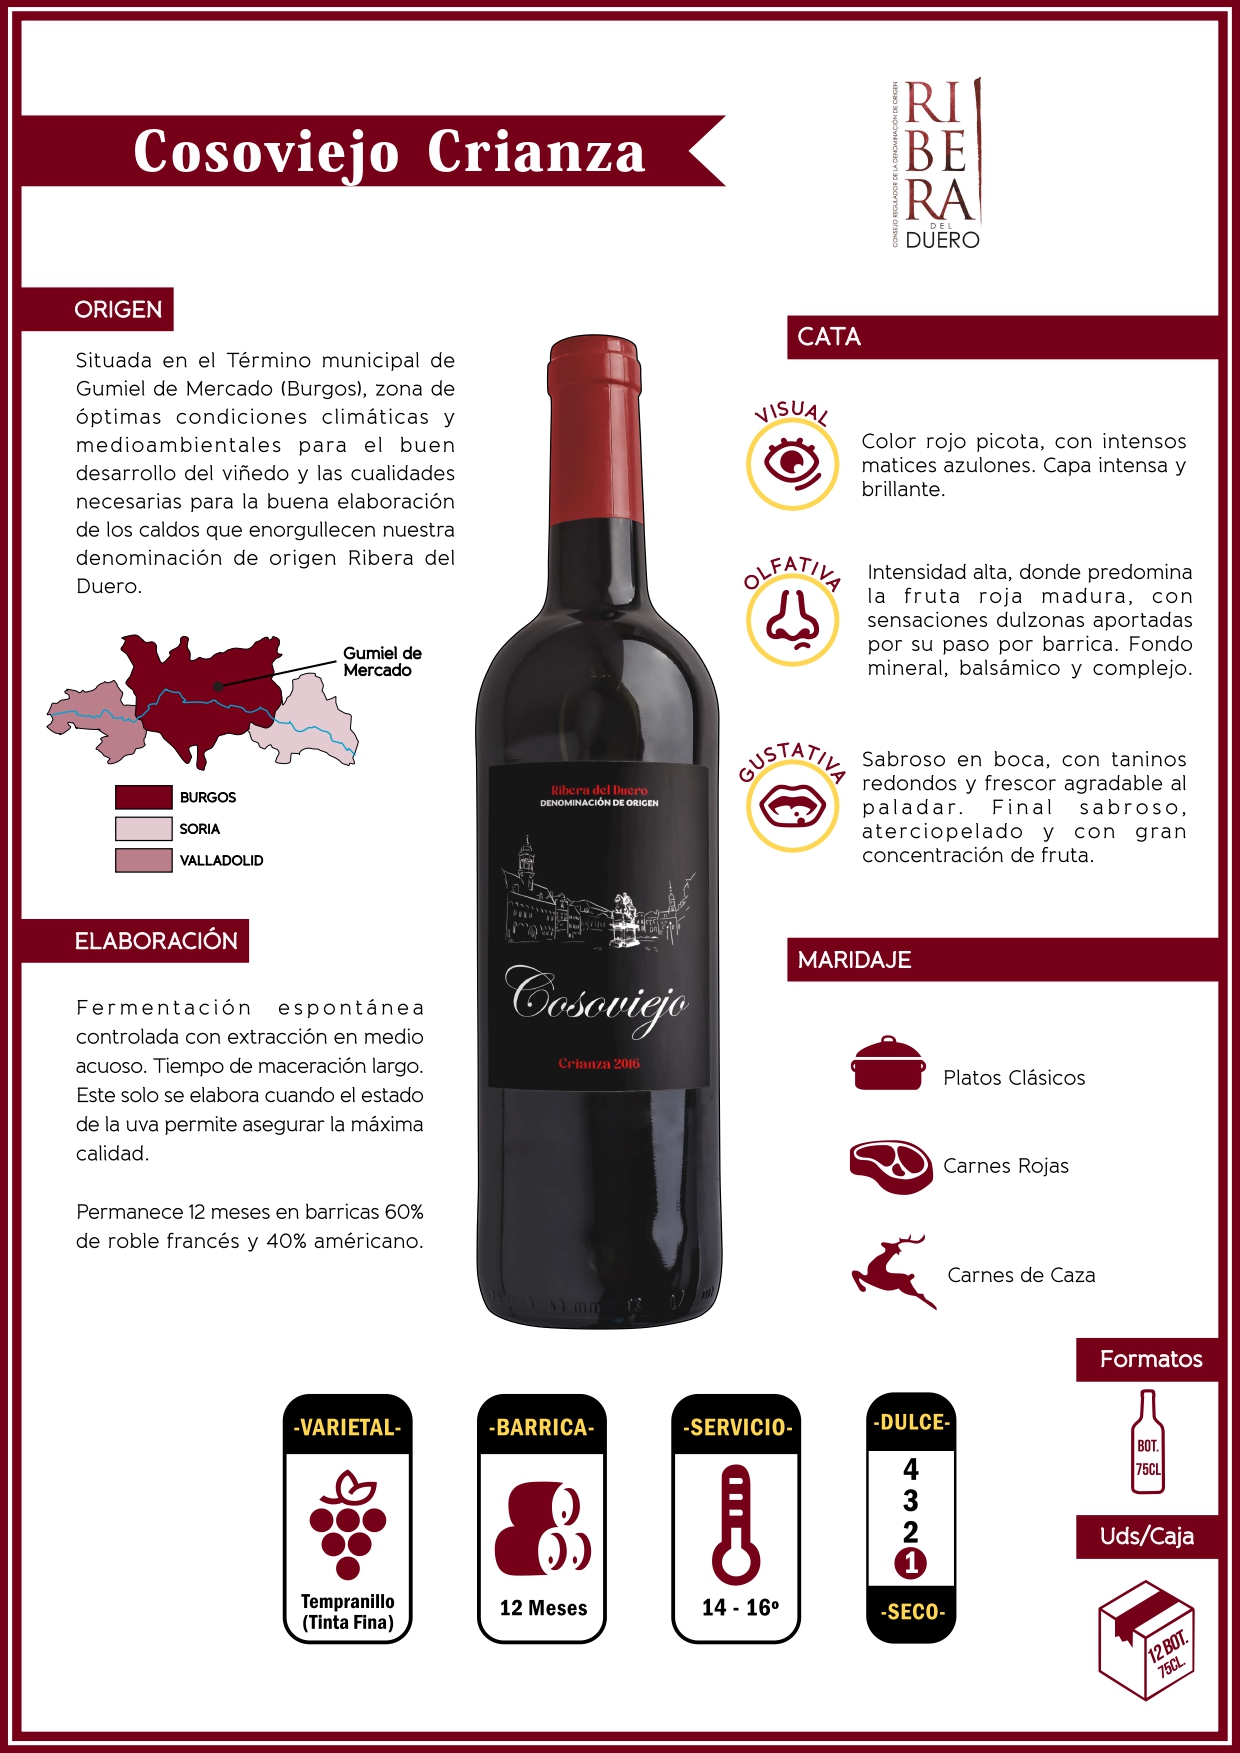 Cosoviejo Crianza
CONSEJO REGULADOR DE LA DENOMINACIÓN DE ORIGEN
RI
BE
RA
DEL
DUERO
ORIGEN
Situada en el Término municipal de
Gumiel de Mercado (Burgos), zona de
óptimas condiciones climáticas y
medioambientales para el buen
desarrollo del viñedo y las cualidades
necesarias para la buena elaboración
de los caldos que enorgullecen nuestra
denominación de origen Ribera del
Duero.
Gumiel de
Mercado
BURGOS
SORIA
VALLADOLID
ELABORACIÓN
Fermentación espontánea
controlada con extracción en medio
acuoso. Tiempo de maceración largo.
Este solo se elabora cuando el estado
de la uva permite asegurar la máxima
calidad.
Permanece 12 meses en barricas 60%
de roble francés y 40% américano.
Ribera del Duero
DENOMINACIÓN DE ORIGEN
Cosoviejo
Crianza 2016
CATA
VISUAL
Color rojo picota, con intensos
matices azulones. Capa intensa y
brillante.
OLFATIVA
Intensidad alta, donde predomina
la fruta roja madura, con
sensaciones dulzonas aportadas
por su paso por barrica. Fondo
mineral, balsámico y complejo.
GUSTATIVA
Sabroso en boca, con taninos
redondos y frescor agradable al
paladar. Final sabroso,
aterciopelado y con gran
concentración de fruta.
MARIDAJE
Platos Clásicos
Carnes Rojas
Carnes de Caza
-VARIETAL-
Tempranillo
(Tinta Fina)
-BARRICA-
12 Meses
-SERVICIO-
14 - 16º
-DULCE-
4
3
2
1
-SECO-
Formatos
BOT.
75CL
Uds/Caja
12 BOT.
75CL.